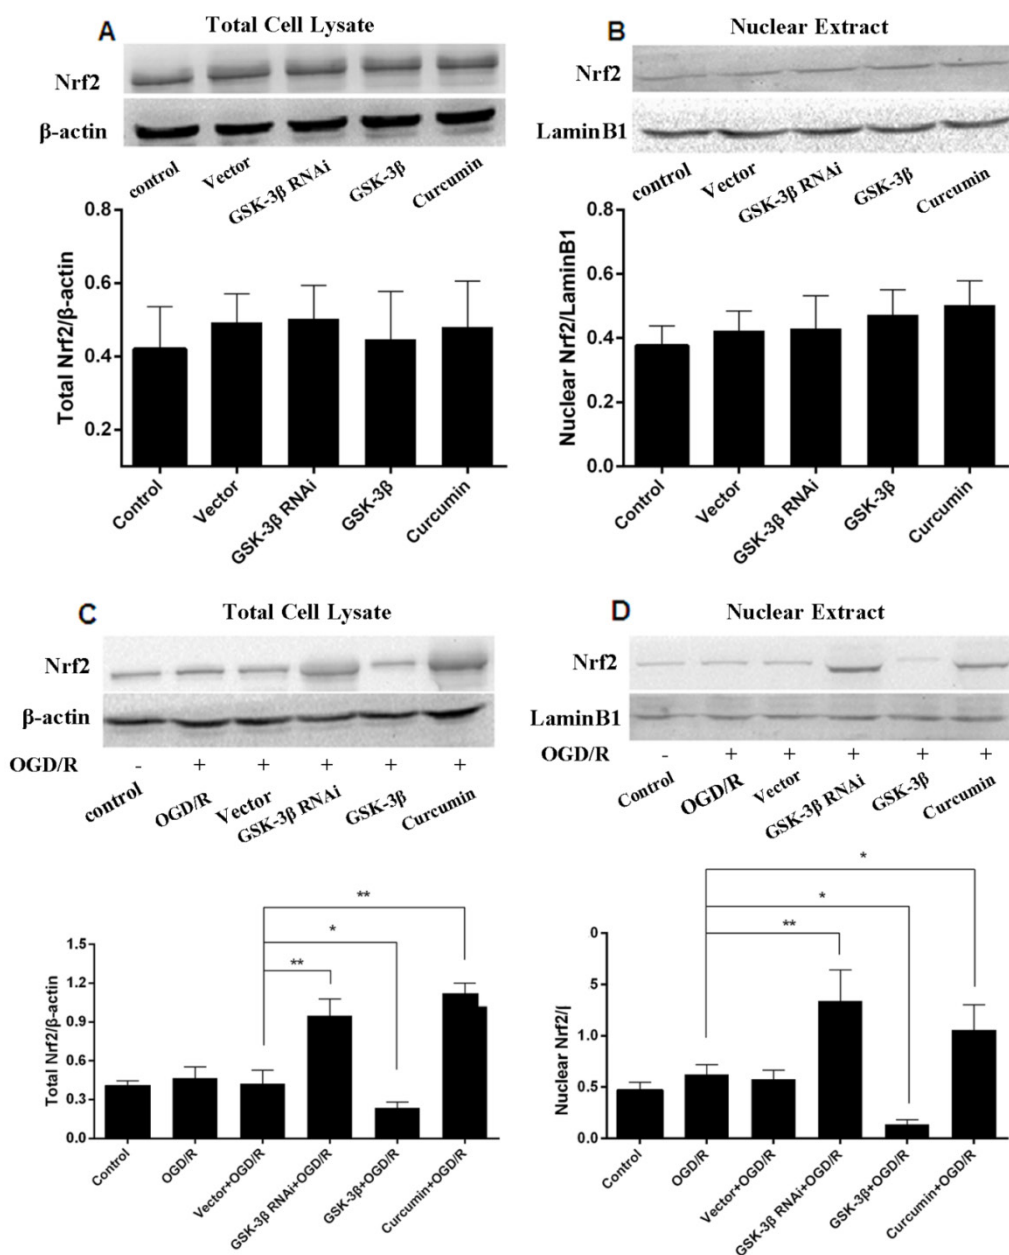 A Total Cell Lysate
Nrf2
β-actin
control Vector GSK-3β RNAi GSK-3β Curcumin
Total Nrf2/β-actin
0.8
0.6
0.4
0.2
Control Vector GSK-3β RNAi GSK-3β Curcumin
B Nuclear Extract
Nrf2
LaminB1
control Vector GSK-3β RNAi GSK-3β Curcumin
Nuclear Nrf2/LaminB1
0.8
0.6
0.4
0.2
0.0
Control Vector GSK-3β RNAi GSK-3β Curcumin
C Total Cell Lysate
Nrf2
β-actin
OGD/R - + + + + +
control OGD/R Vector GSK-3β RNAi GSK-3β Curcumin
**
*
**
Total Nrf2/β-actin
1.5
1.2
0.9
0.6
0.3
0.0
Control OGD/R Vector+OGD/R GSK-3β RNAi+OGD/R GSK-3β+OGD/R Curcumin+OGD/R
D Nuclear Extract
Nrf2
LaminB1
OGD/R - + + + + +
Control OGD/R Vector GSK-3β RNAi GSK-3β Curcumin
*
*
**
Nuclear Nrf2/l
0
5
1.0
0.5
0.0
Control OGD/R Vector+OGD/R GSK-3β RNAi+OGD/R GSK-3β+OGD/R Curcumin+OGD/R